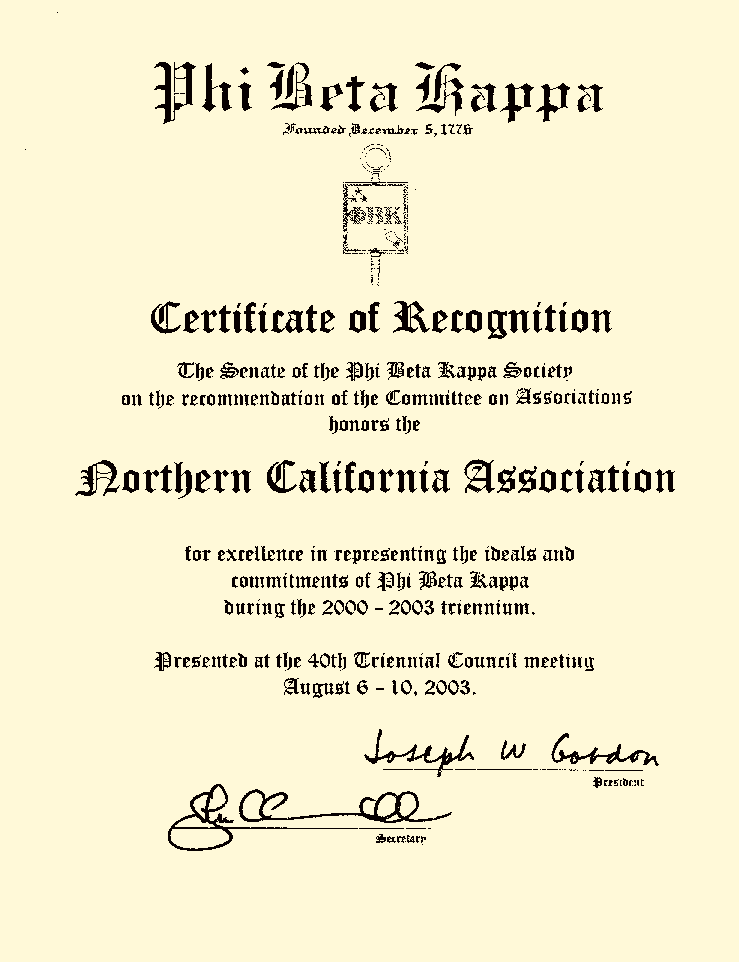 Phi Beta Kappa
Founded December 5, 1776
ΦΒΚ
Certificate of Recognition
The Senate of the Phi Beta Kappa Society
on the recommendation of the Committee on Associations
honors the
Northern California Association
for excellence in representing the ideals and
commitments of Phi Beta Kappa
during the 2000 – 2003 triennium.
Presented at the 40th Triennial Council meeting
August 6 – 10, 2003.
Joseph W Gordon
President
Secretary